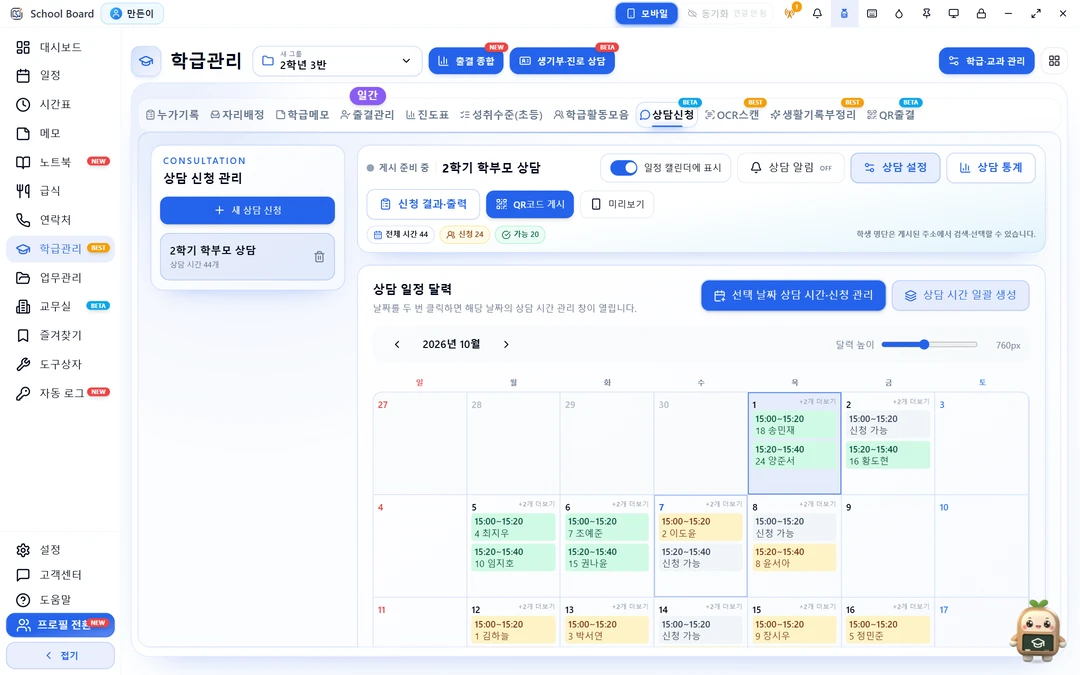 School Board
만든이
모바일
동기화 연결 안 됨
1
대시보드
일정
시간표
메모
노트북 NEW
급식
연락처
학급관리 BEST
업무관리
교무실 BETA
즐겨찾기
도구상자
자동 로그 NEW
설정
고객센터
도움말
프로필 전환 NEW
접기
학급관리
새 그룹
2학년 3반
출결 종합 NEW
생기부·진로 상담 BETA
학급·교과 관리
일간
누가기록
자리배정
학급메모
출결관리
진도표
성취수준(초등)
학급활동모음
상담신청 BETA
OCR스캔 BEST
생활기록부정리 BEST
QR출결 BETA
CONSULTATION
상담 신청 관리
+ 새 상담 신청
2학기 학부모 상담
상담 시간 44개
게시 준비 중
2학기 학부모 상담
일정 캘린더에 표시
상담 알림 OFF
상담 설정
상담 통계
신청 결과·출력
QR코드 게시
미리보기
전체 시간 44
신청 24
가능 20
학생 명단은 게시된 주소에서 검색·선택할 수 있습니다.
상담 일정 달력
날짜를 두 번 클릭하면 해당 날짜의 상담 시간 관리 창이 열립니다.
선택 날짜 상담 시간·신청 관리
상담 시간 일괄 생성
2026년 10월
달력 높이
760px
일 월 화 수 목 금 토
27 28 29 30
1 +2개 더보기
15:00~15:20
18 송민재
15:20~15:40
24 양준서
2 +2개 더보기
15:00~15:20
신청 가능
15:20~15:40
16 황도현
3
4
5 +2개 더보기
15:00~15:20
4 최지우
15:20~15:40
10 임지호
6 +2개 더보기
15:00~15:20
7 조예준
15:20~15:40
15 권나윤
7 +2개 더보기
15:00~15:20
2 이도윤
15:20~15:40
신청 가능
8 +2개 더보기
15:00~15:20
신청 가능
15:20~15:40
8 윤서아
9
10
11
12 +2개 더보기
15:00~15:20
1 김하늘
13 +2개 더보기
15:00~15:20
3 박서연
14 +2개 더보기
15:00~15:20
신청 가능
15 +2개 더보기
15:00~15:20
9 장시우
16 +2개 더보기
15:00~15:20
5 정민준
17